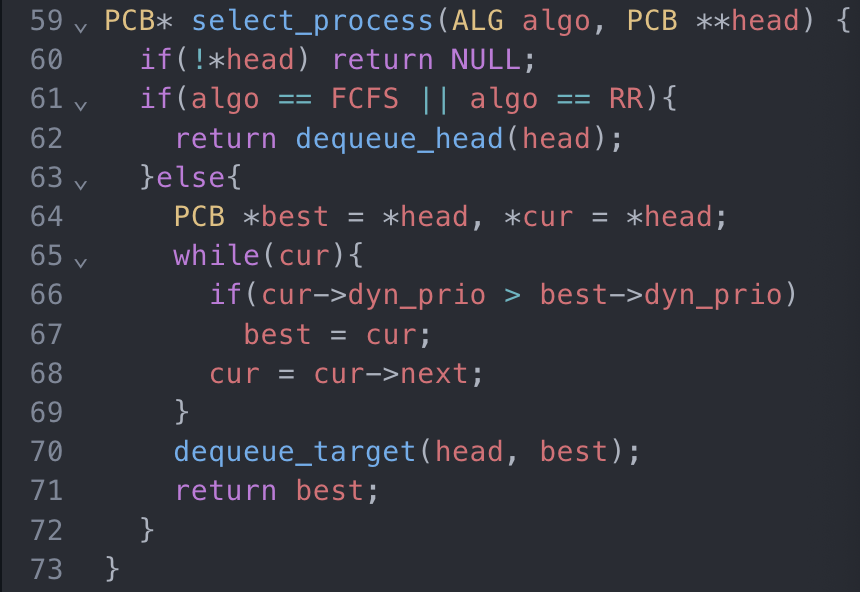 59 PCB* select_process(ALG algo, PCB **head) {
60   if(!*head) return NULL;
61   if(algo == FCFS || algo == RR){
62     return dequeue_head(head);
63   }else{
64     PCB *best = *head, *cur = *head;
65     while(cur){
66       if(cur->dyn_prio > best->dyn_prio)
67         best = cur;
68       cur = cur->next;
69     }
70     dequeue_target(head, best);
71     return best;
72   }
73 }